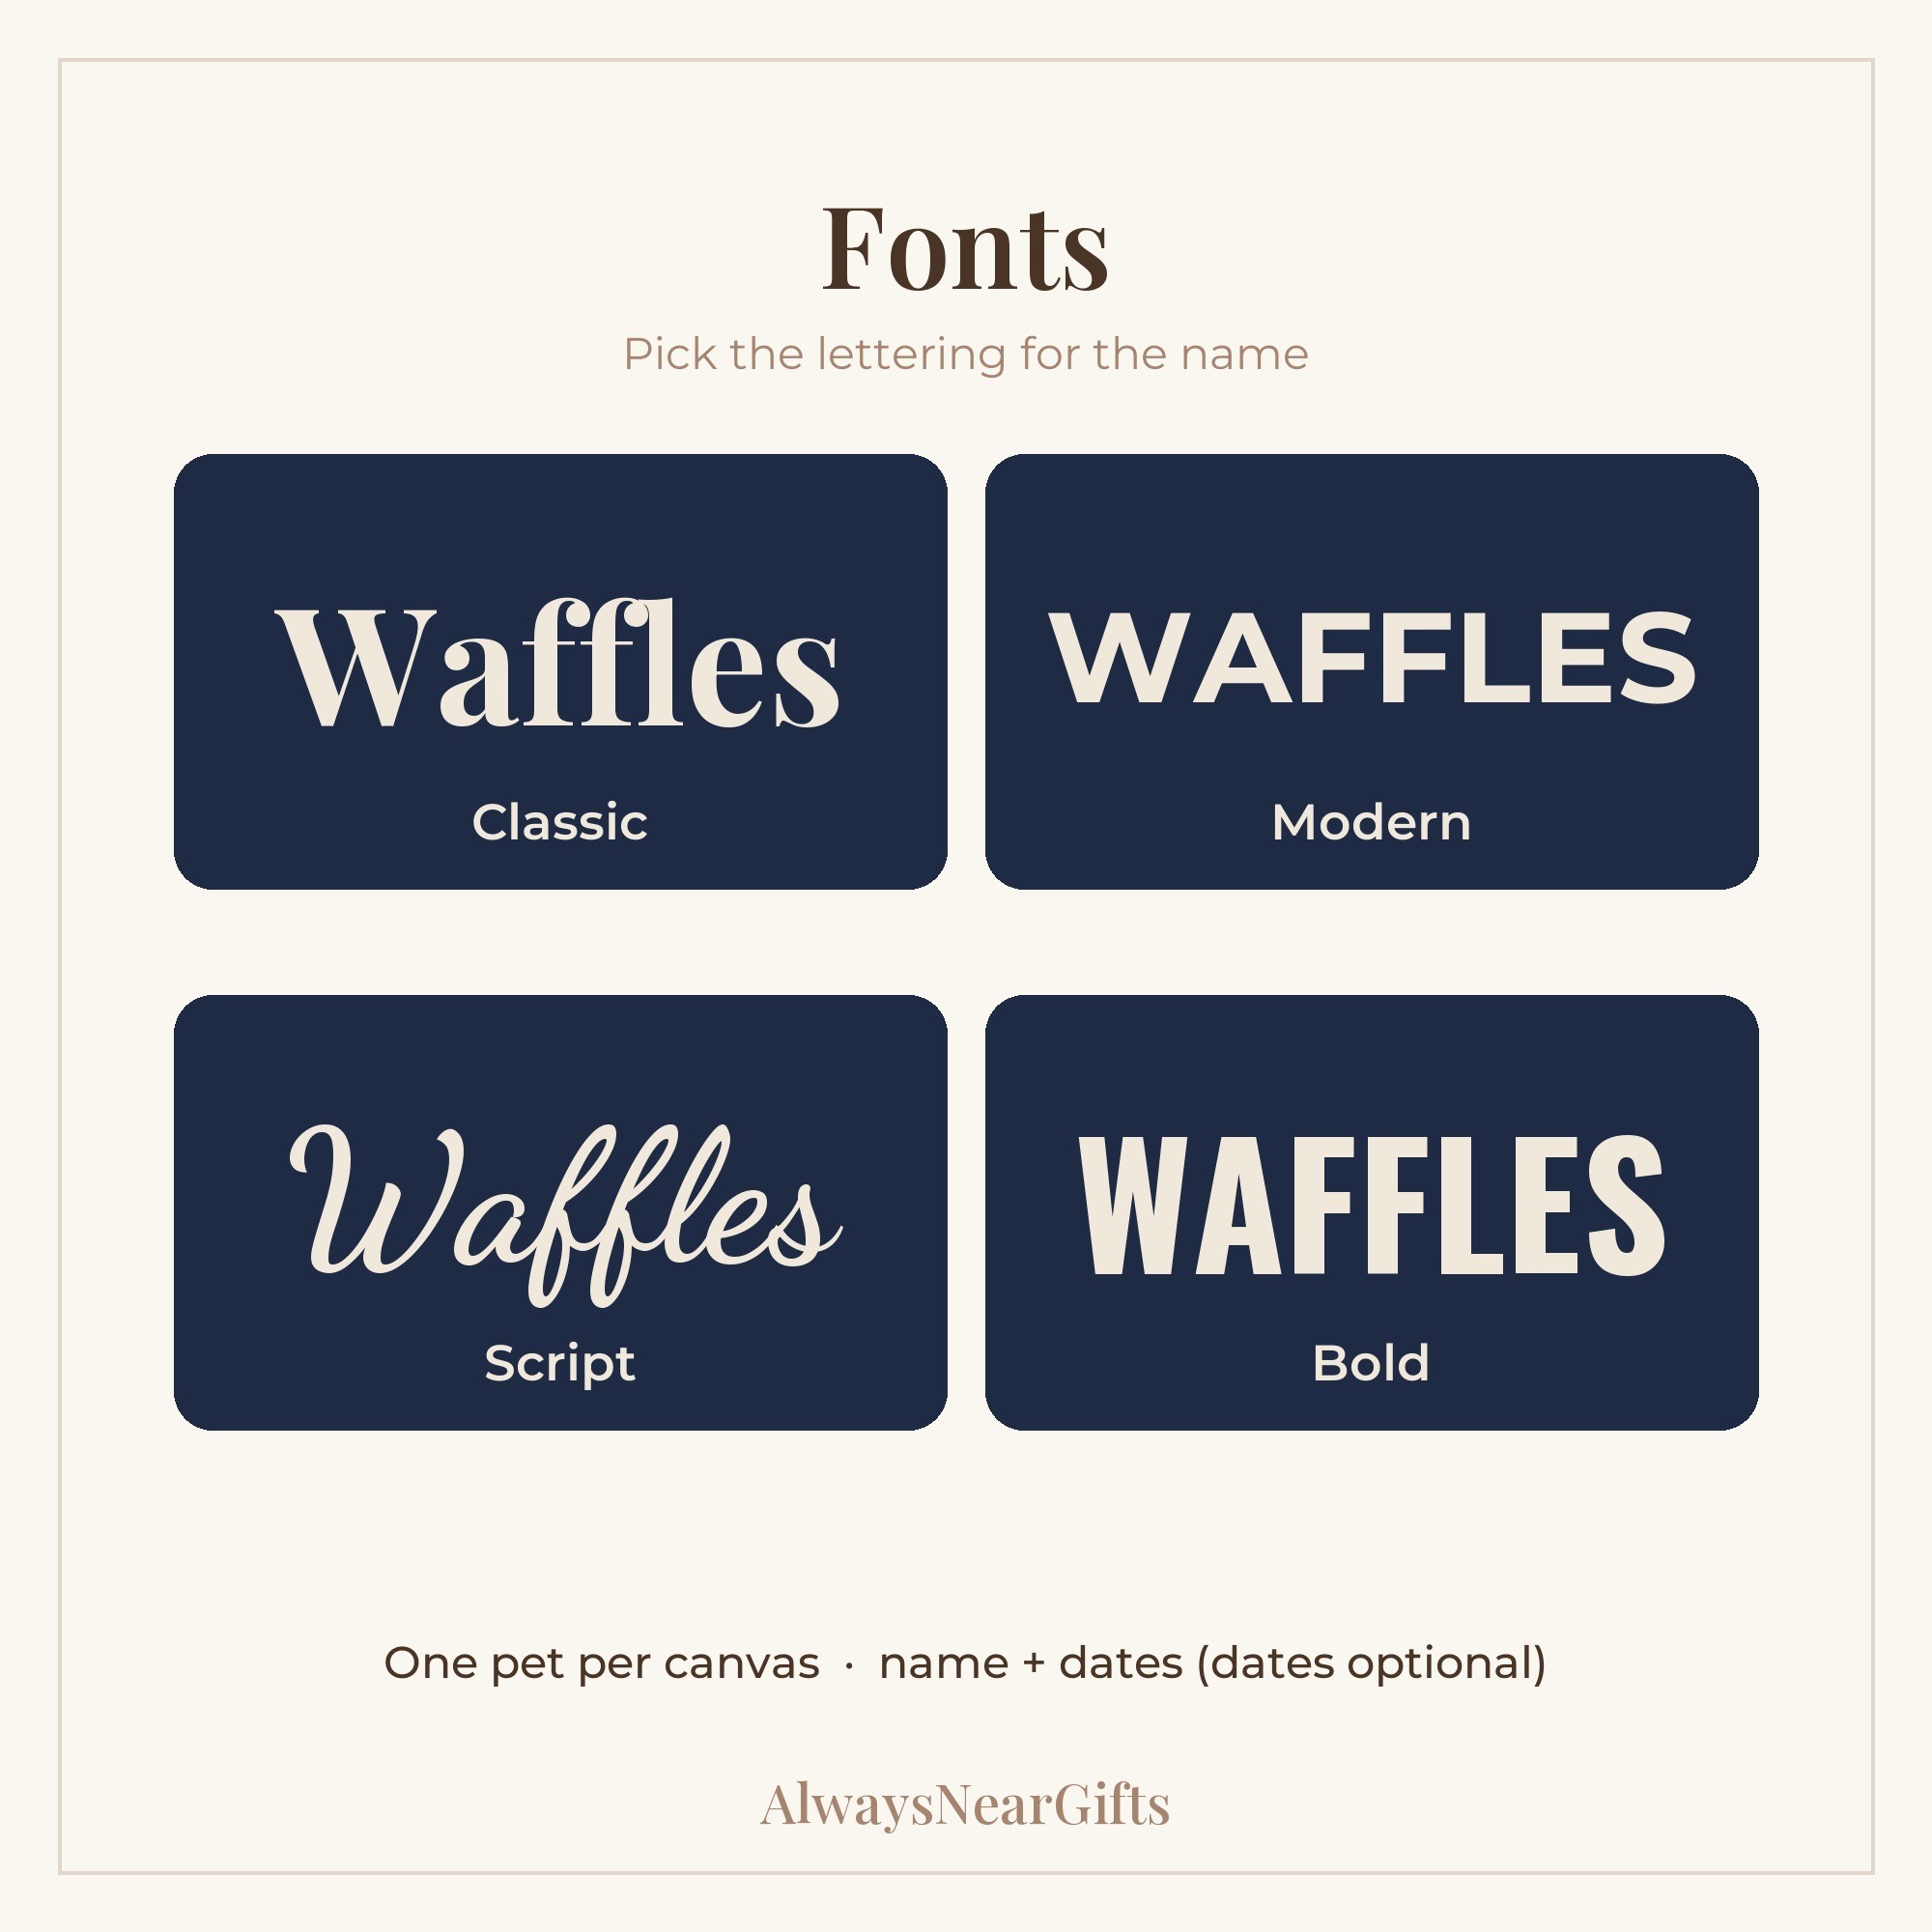 Fonts
Pick the lettering for the name
Waffles
Classic
WAFFLES
Modern
Waffles
Script
WAFFLES
Bold
One pet per canvas · name + dates (dates optional)
AlwaysNearGifts